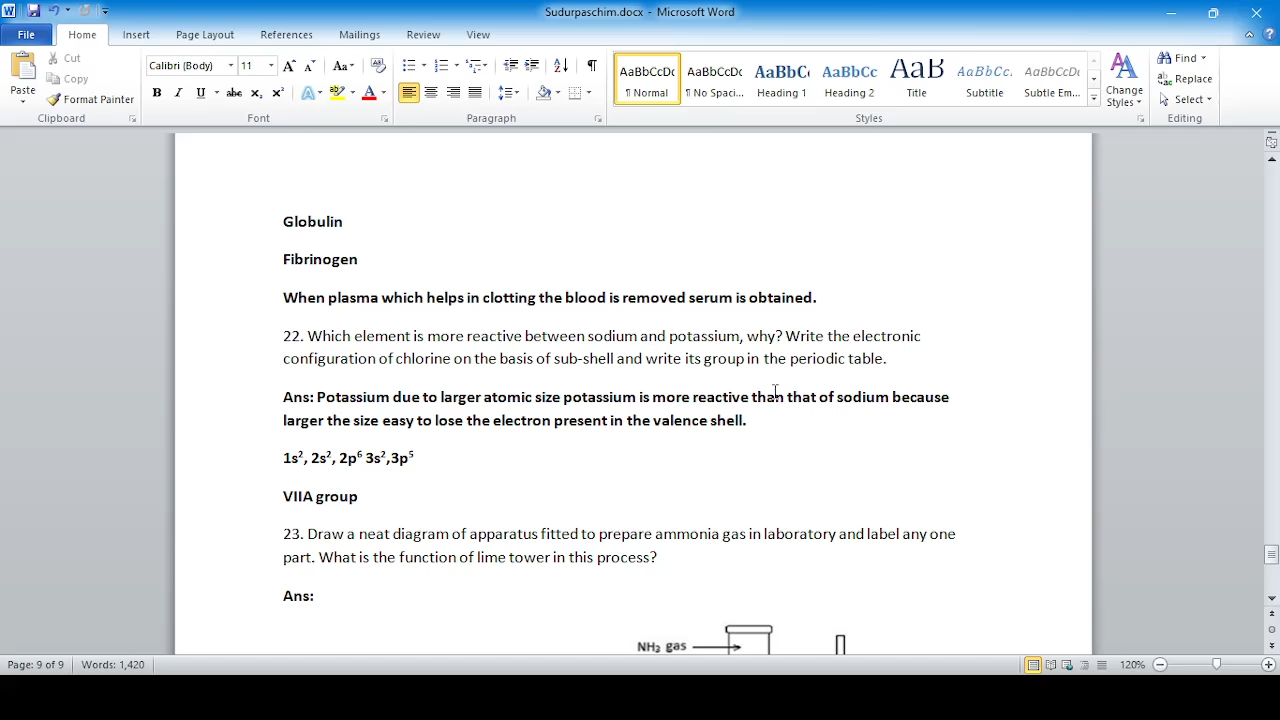 Sudurpaschim.docx - Microsoft Word
File Home Insert Page Layout References Mailings Review View
Paste Cut Copy Format Painter Clipboard
Calibri (Body) 11 Font
Paragraph
AaBbCcDc ¶ Normal
AaBbCcDc ¶ No Spaci...
AaBbC Heading 1
AaBbCc Heading 2
AaB Title
AaBbCc. Subtitle
AaBbCcDc Subtle Em...
Change Styles
Styles
Find Replace Select Editing
Globulin
Fibrinogen
When plasma which helps in clotting the blood is removed serum is obtained.
22. Which element is more reactive between sodium and potassium, why? Write the electronic
configuration of chlorine on the basis of sub-shell and write its group in the periodic table.
Ans: Potassium due to larger atomic size potassium is more reactive than that of sodium because
larger the size easy to lose the electron present in the valence shell.
1s², 2s², 2p⁶ 3s²,3p⁵
VIIA group
23. Draw a neat diagram of apparatus fitted to prepare ammonia gas in laboratory and label any one
part. What is the function of lime tower in this process?
Ans:
NH₃ gas
Page: 9 of 9 Words: 1,420 120%